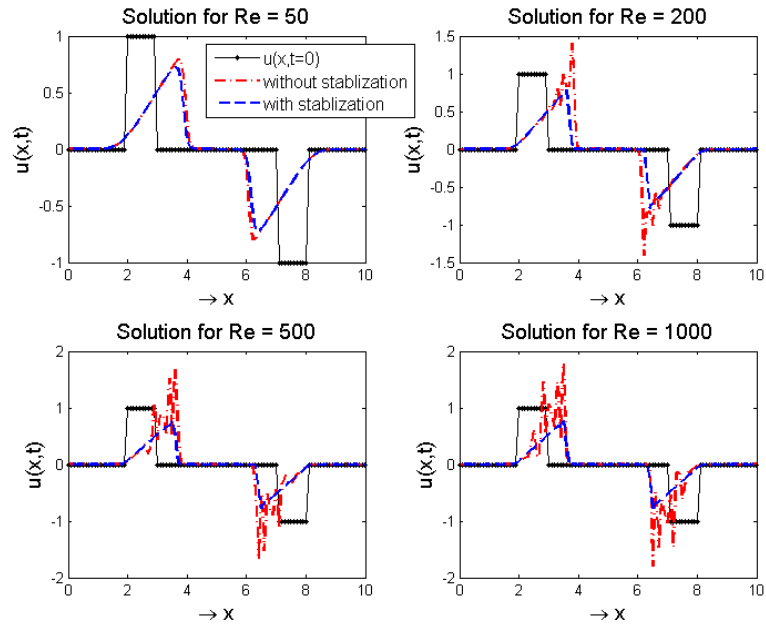 Solution for Re = 50
1
0.5
0
-0.5
-1
u(x,t)
0 2 4 6 8 10
→ x
u(x,t=0)
without stablization
with stablization
Solution for Re = 200
1.5
1
0.5
0
-0.5
-1
-1.5
u(x,t)
0 2 4 6 8 10
→ x
Solution for Re = 500
2
1
0
-1
-2
u(x,t)
0 2 4 6 8 10
→ x
Solution for Re = 1000
2
1
0
-1
-2
u(x,t)
0 2 4 6 8 10
→ x